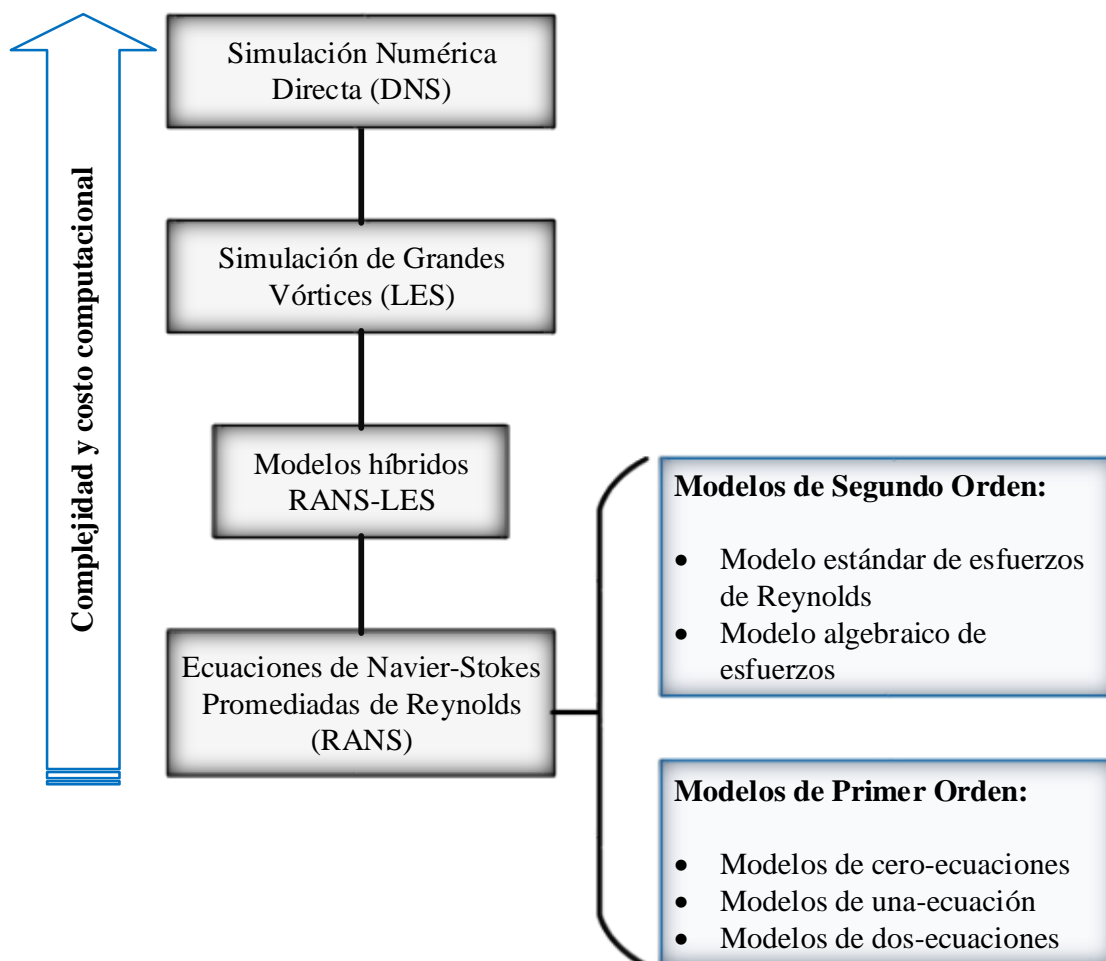 Complejidad y costo computacional
Simulación Numérica
Directa (DNS)
Simulación de Grandes
Vórtices (LES)
Modelos híbridos
RANS-LES
Ecuaciones de Navier-Stokes
Promediadas de Reynolds
(RANS)
Modelos de Segundo Orden:
• Modelo estándar de esfuerzos
de Reynolds
• Modelo algebraico de
esfuerzos
Modelos de Primer Orden:
• Modelos de cero-ecuaciones
• Modelos de una-ecuación
• Modelos de dos-ecuaciones